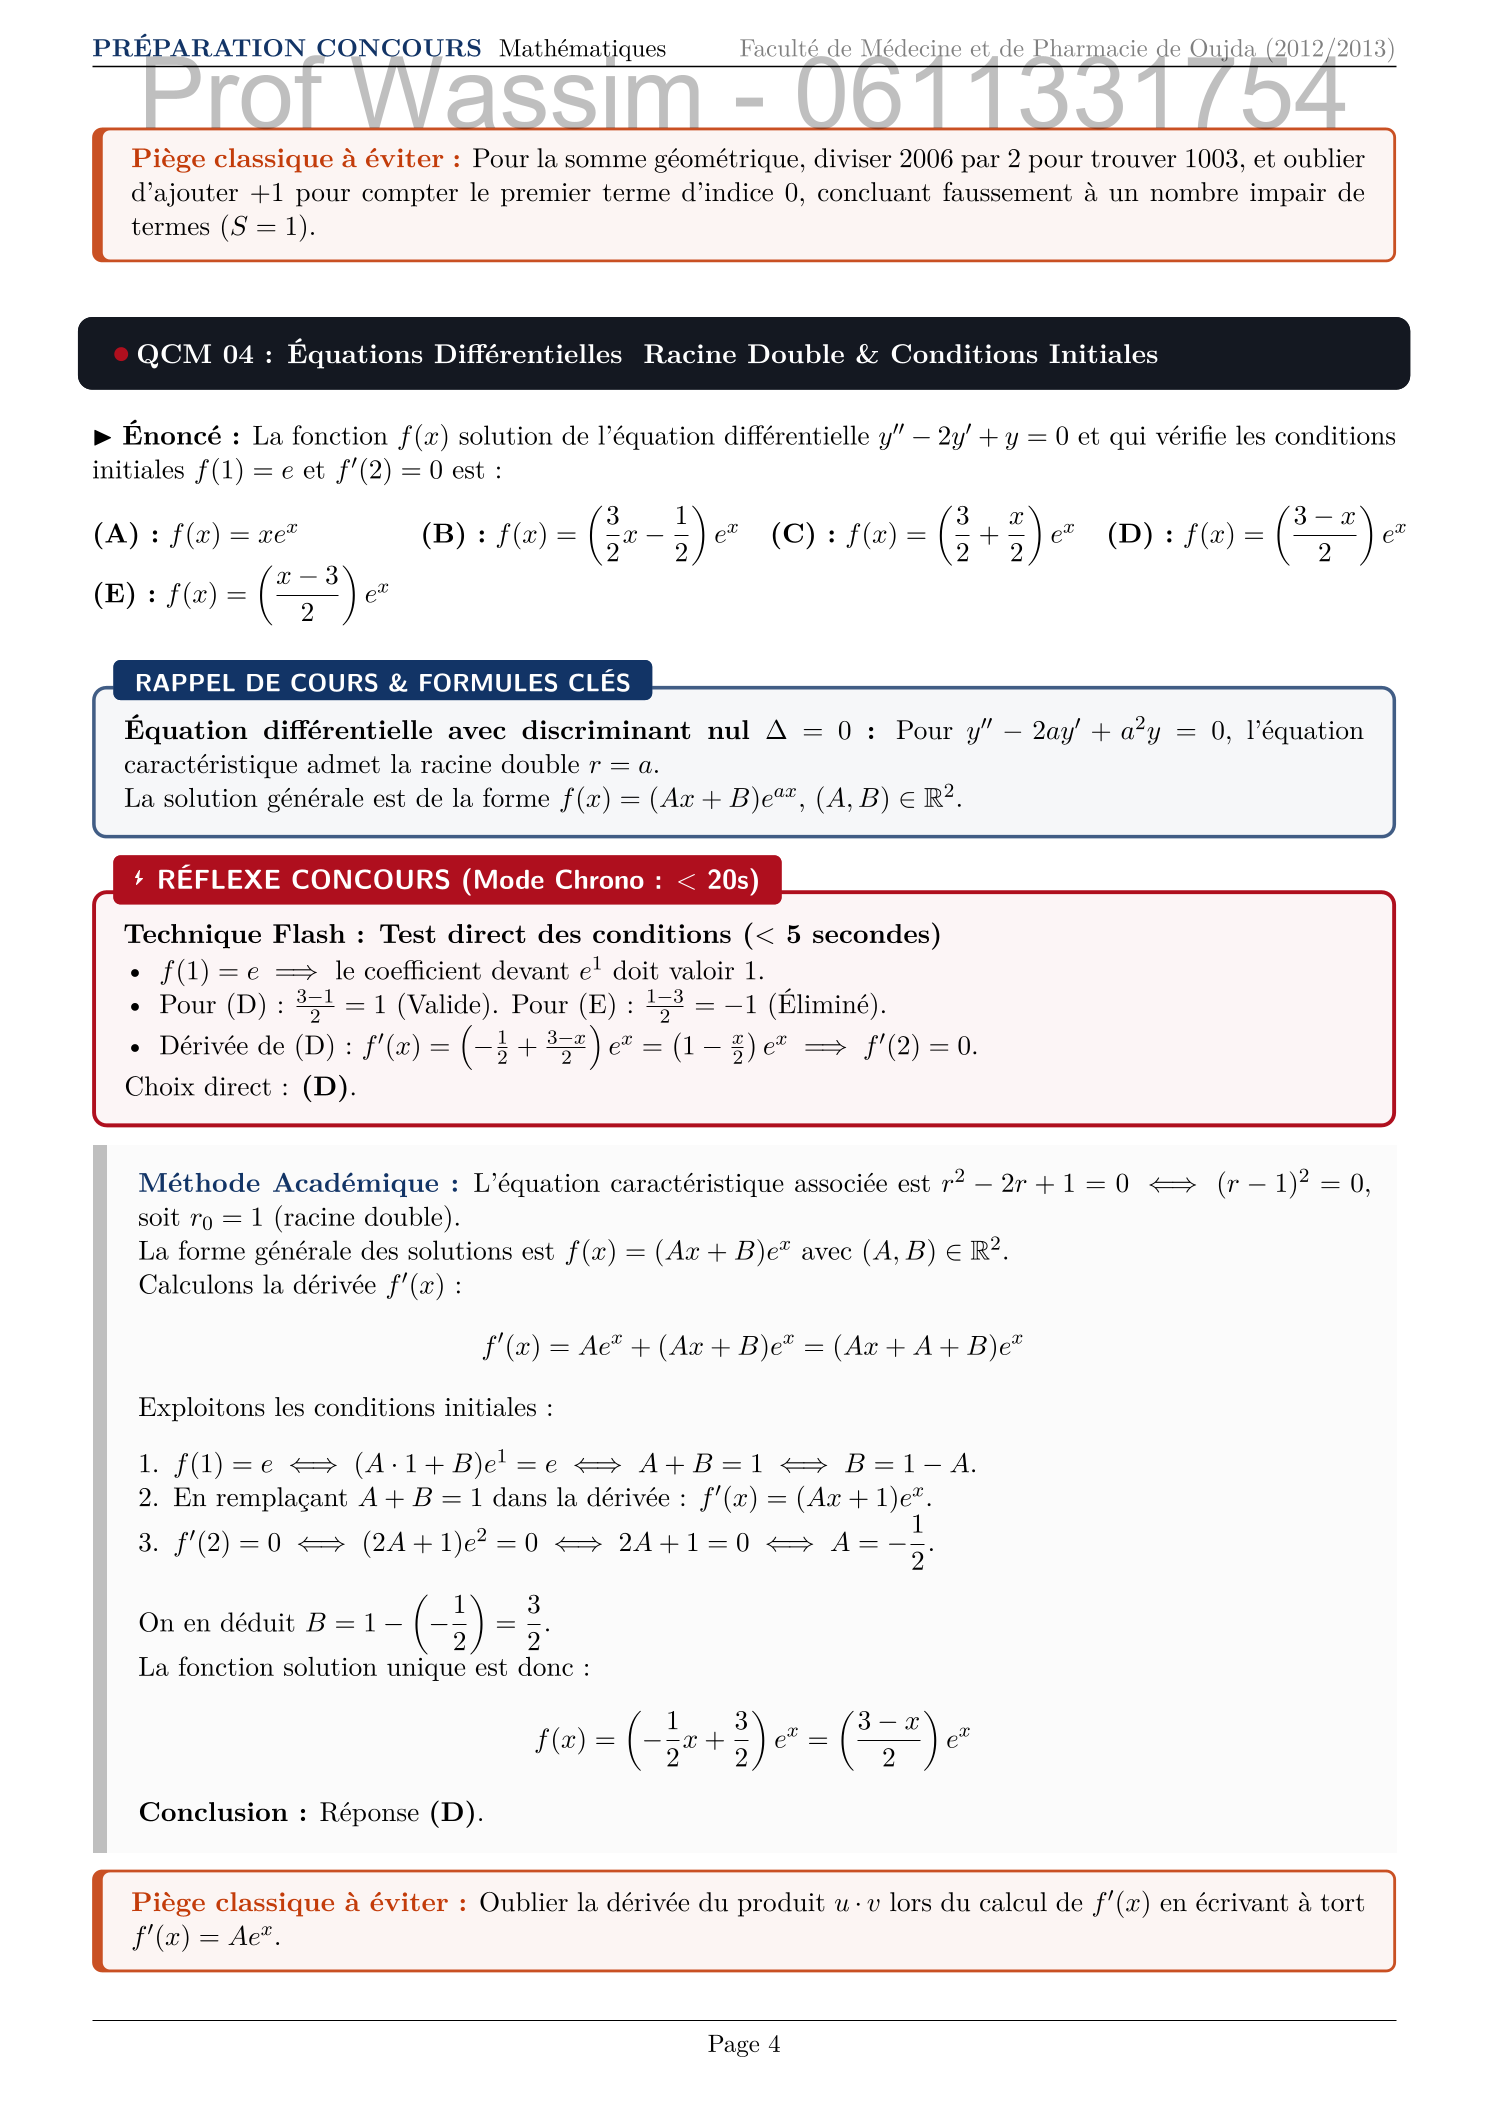 PRÉPARATION CONCOURS Mathématiques Faculté de Médecine et de Pharmacie de Oujda (2012/2013)
Prof Wassim - 0611331754
Piège classique à éviter : Pour la somme géométrique, diviser 2006 par 2 pour trouver 1003, et oublier
d'ajouter +1 pour compter le premier terme d'indice 0, concluant faussement à un nombre impair de
termes (S = 1).
QCM 04 : Équations Différentielles Racine Double & Conditions Initiales
▶ Énoncé : La fonction f(x) solution de l'équation différentielle y′′ − 2y′ + y = 0 et qui vérifie les conditions
initiales f(1) = e et f′(2) = 0 est :
(A) : f(x) = xe^x (B) : f(x) = (3/2 x − 1/2) e^x (C) : f(x) = (3/2 + x/2) e^x (D) : f(x) = ((3 − x)/2) e^x
(E) : f(x) = ((x − 3)/2) e^x
RAPPEL DE COURS & FORMULES CLÉS
Équation différentielle avec discriminant nul Δ = 0 : Pour y′′ − 2ay′ + a²y = 0, l'équation
caractéristique admet la racine double r = a.
La solution générale est de la forme f(x) = (Ax + B)e^{ax}, (A, B) ∈ ℝ².
⚡ RÉFLEXE CONCOURS (Mode Chrono : < 20s)
Technique Flash : Test direct des conditions (< 5 secondes)
• f(1) = e ⟹ le coefficient devant e¹ doit valoir 1.
• Pour (D) : (3−1)/2 = 1 (Valide). Pour (E) : (1−3)/2 = −1 (Éliminé).
• Dérivée de (D) : f′(x) = (−1/2 + (3−x)/2) e^x = (1 − x/2) e^x ⟹ f′(2) = 0.
Choix direct : (D).
Méthode Académique : L'équation caractéristique associée est r² − 2r + 1 = 0 ⟺ (r − 1)² = 0,
soit r₀ = 1 (racine double).
La forme générale des solutions est f(x) = (Ax + B)e^x avec (A, B) ∈ ℝ².
Calculons la dérivée f′(x) :
f′(x) = Ae^x + (Ax + B)e^x = (Ax + A + B)e^x
Exploitons les conditions initiales :
1. f(1) = e ⟺ (A · 1 + B)e¹ = e ⟺ A + B = 1 ⟺ B = 1 − A.
2. En remplaçant A + B = 1 dans la dérivée : f′(x) = (Ax + 1)e^x.
3. f′(2) = 0 ⟺ (2A + 1)e² = 0 ⟺ 2A + 1 = 0 ⟺ A = −1/2.
On en déduit B = 1 − (−1/2) = 3/2.
La fonction solution unique est donc :
f(x) = (−1/2 x + 3/2) e^x = ((3 − x)/2) e^x
Conclusion : Réponse (D).
Piège classique à éviter : Oublier la dérivée du produit u · v lors du calcul de f′(x) en écrivant à tort
f′(x) = Ae^x.
Page 4